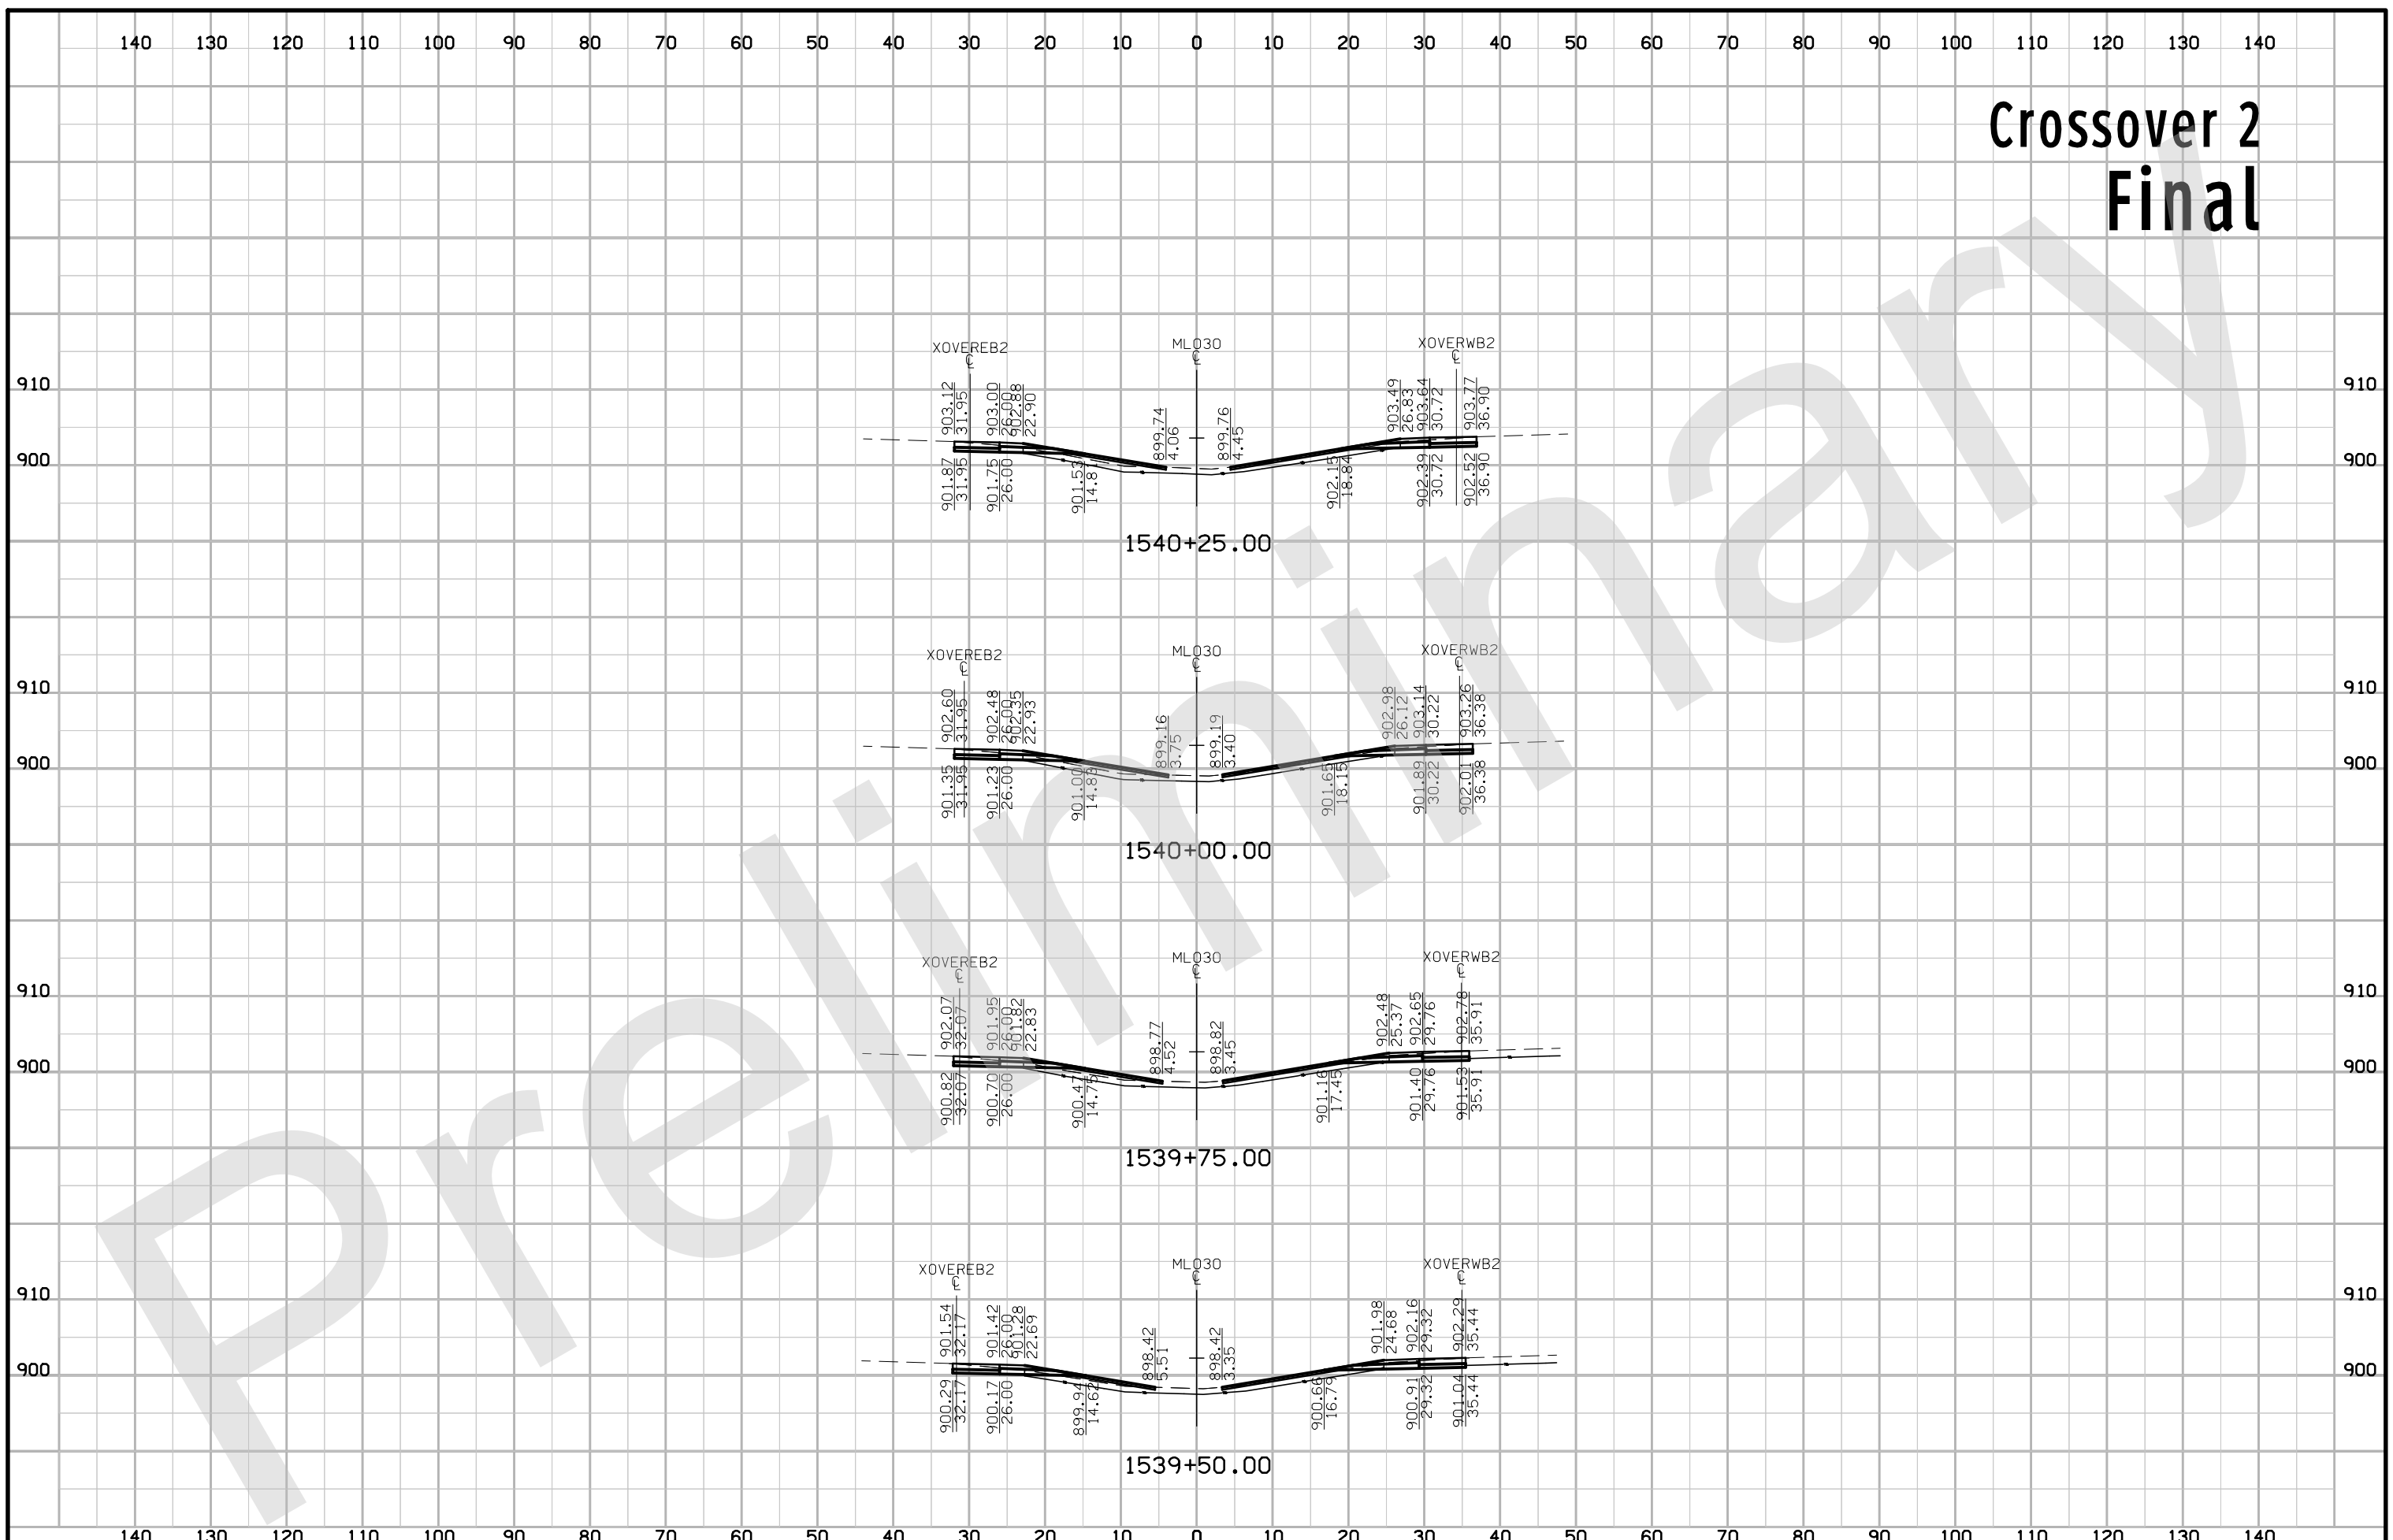 140 130 120 110 100 90 80 70 60 50 40 30 20 10 0 10 20 30 40 50 60 70 80 90 100 110 120 130 140
Crossover 2
Final
Preliminary
XOVEREB2 ML030 XOVERWB2
910 910
903.12 31.95 903.00 26.00 902.88 22.90 899.74 4.06 899.76 4.45 903.49 26.83 903.64 30.72 903.77 36.90
900 900
901.87 31.95 901.75 26.00 901.53 14.81 902.15 18.84 902.39 30.72 902.52 36.90
1540+25.00
XOVEREB2 ML030 XOVERWB2
910 910
902.60 31.95 902.48 26.00 902.35 22.93 899.16 3.75 899.19 3.40 902.98 26.12 903.14 30.22 903.26 36.38
900 900
901.35 31.95 901.23 26.00 901.00 901.65 18.15 901.89 30.22 902.01 36.38
1540+00.00
XOVEREB2 ML030 XOVERWB2
910 910
902.07 32.07 901.95 26.00 901.82 22.83 898.77 4.52 898.82 3.45 902.48 25.37 902.65 29.76 902.78 35.91
900 900
900.82 32.07 900.70 26.00 900.47 14.75 901.16 17.45 901.40 29.76 901.53 35.91
1539+75.00
XOVEREB2 ML030 XOVERWB2
910 910
901.54 32.17 901.42 26.00 901.28 22.69 898.42 5.51 898.42 3.35 901.98 24.68 902.16 29.32 902.29 35.44
900 900
900.29 32.17 900.17 26.00 899.94 14.62 900.66 16.79 900.91 29.32 901.04 35.44
1539+50.00
140 130 120 110 100 90 80 70 60 50 40 30 20 10 0 10 20 30 40 50 60 70 80 90 100 110 120 130 140